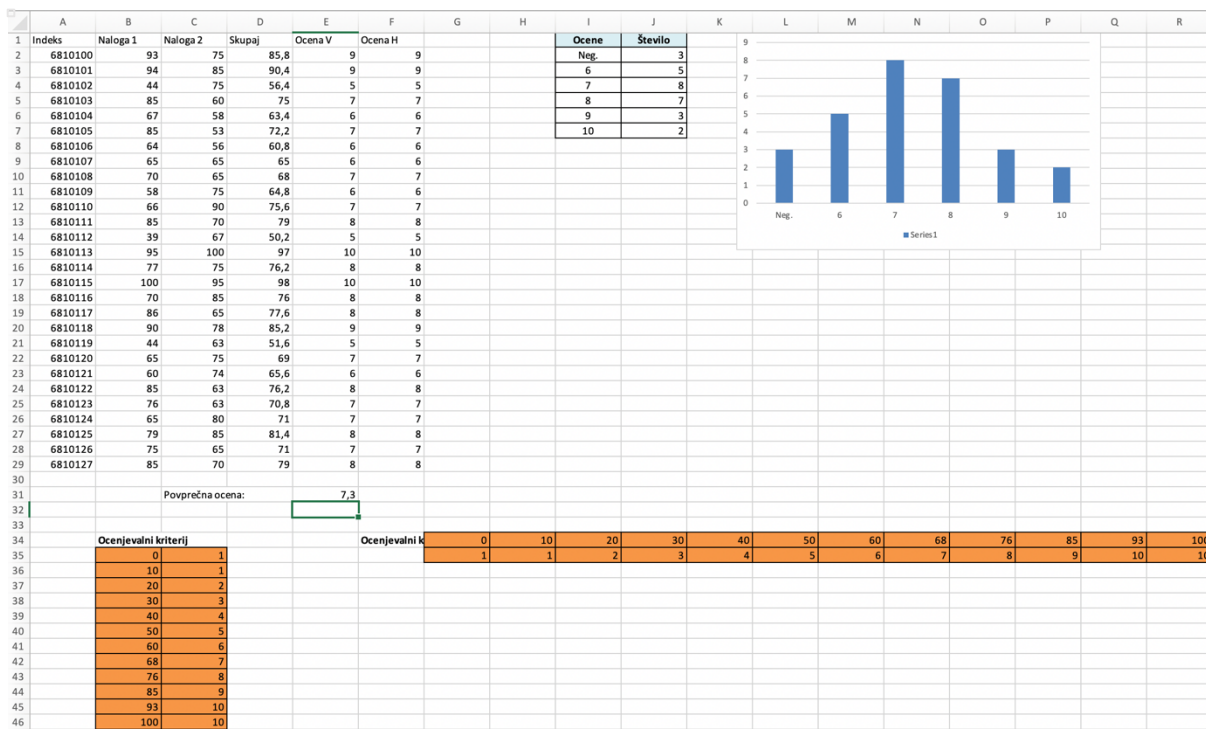 A B C D E F G H I J K L M N O P Q R
1 Indeks Naloga 1 Naloga 2 Skupaj Ocena V Ocena H Ocene Število
2 6810100 93 75 85,8 9 9 Neg. 3
3 6810101 94 85 90,4 9 9 6 5
4 6810102 44 75 56,4 5 5 7 8
5 6810103 85 60 75 7 7 8 7
6 6810104 67 58 63,4 6 6 9 3
7 6810105 85 53 72,2 7 7 10 2
8 6810106 64 56 60,8 6 6
9 6810107 65 65 65 6 6
10 6810108 70 65 68 7 7
11 6810109 58 75 64,8 6 6
12 6810110 66 90 75,6 7 7
13 6810111 85 70 79 8 8
14 6810112 39 67 50,2 5 5
15 6810113 95 100 97 10 10
16 6810114 77 75 76,2 8 8
17 6810115 100 95 98 10 10
18 6810116 70 85 76 8 8
19 6810117 86 65 77,6 8 8
20 6810118 90 78 85,2 9 9
21 6810119 44 63 51,6 5 5
22 6810120 65 75 69 7 7
23 6810121 60 74 65,6 6 6
24 6810122 85 63 76,2 8 8
25 6810123 76 63 70,8 7 7
26 6810124 65 80 71 7 7
27 6810125 79 85 81,4 8 8
28 6810126 75 65 71 7 7
29 6810127 85 70 79 8 8
30
31 Povprečna ocena: 7,3
32
33
34 Ocenjevalni kriterij Ocenjevalni k 0 10 20 30 40 50 60 68 76 85 93 100
35 0 1 1 1 2 3 4 5 6 7 8 9 10 10
36 10 1
37 20 2
38 30 3
39 40 4
40 50 5
41 60 6
42 68 7
43 76 8
44 85 9
45 93 10
46 100 10
9
8
7
6
5
4
3
2
1
0
Neg. 6 7 8 9 10
Series1